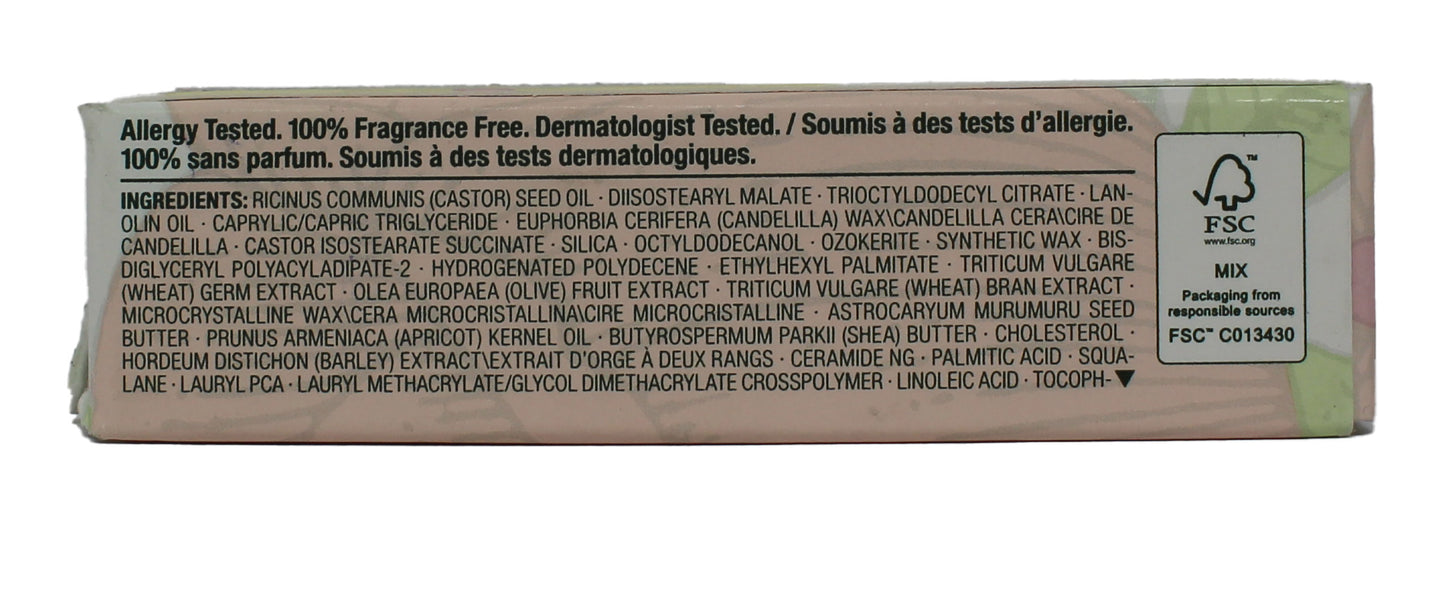 Allergy Tested. 100% Fragrance Free. Dermatologist Tested. / Soumis à des tests d'allergie.
100% sans parfum. Soumis à des tests dermatologiques.
INGREDIENTS: RICINUS COMMUNIS (CASTOR) SEED OIL · DIISOSTEARYL MALATE · TRIOCTYLDODECYL CITRATE · LAN-
OLIN OIL · CAPRYLIC/CAPRIC TRIGLYCERIDE · EUPHORBIA CERIFERA (CANDELILLA) WAX\CANDELILLA CERA\CIRE DE
CANDELILLA · CASTOR ISOSTEARATE SUCCINATE · SILICA · OCTYLDODECANOL · OZOKERITE · SYNTHETIC WAX · BIS-
DIGLYCERYL POLYACYLADIPATE-2 · HYDROGENATED POLYDECENE · ETHYLHEXYL PALMITATE · TRITICUM VULGARE
(WHEAT) GERM EXTRACT · OLEA EUROPAEA (OLIVE) FRUIT EXTRACT · TRITICUM VULGARE (WHEAT) BRAN EXTRACT ·
MICROCRYSTALLINE WAX\CERA MICROCRISTALLINA\CIRE MICROCRISTALLINE · ASTROCARYUM MURUMURU SEED
BUTTER · PRUNUS ARMENIACA (APRICOT) KERNEL OIL · BUTYROSPERMUM PARKII (SHEA) BUTTER · CHOLESTEROL ·
HORDEUM DISTICHON (BARLEY) EXTRACT\EXTRAIT D'ORGE À DEUX RANGS · CERAMIDE NG · PALMITIC ACID · SQUA-
LANE · LAURYL PCA · LAURYL METHACRYLATE/GLYCOL DIMETHACRYLATE CROSSPOLYMER · LINOLEIC ACID · TOCOPH- ▼
™
FSC
www.fsc.org
MIX
Packaging from
responsible sources
FSC™ C013430